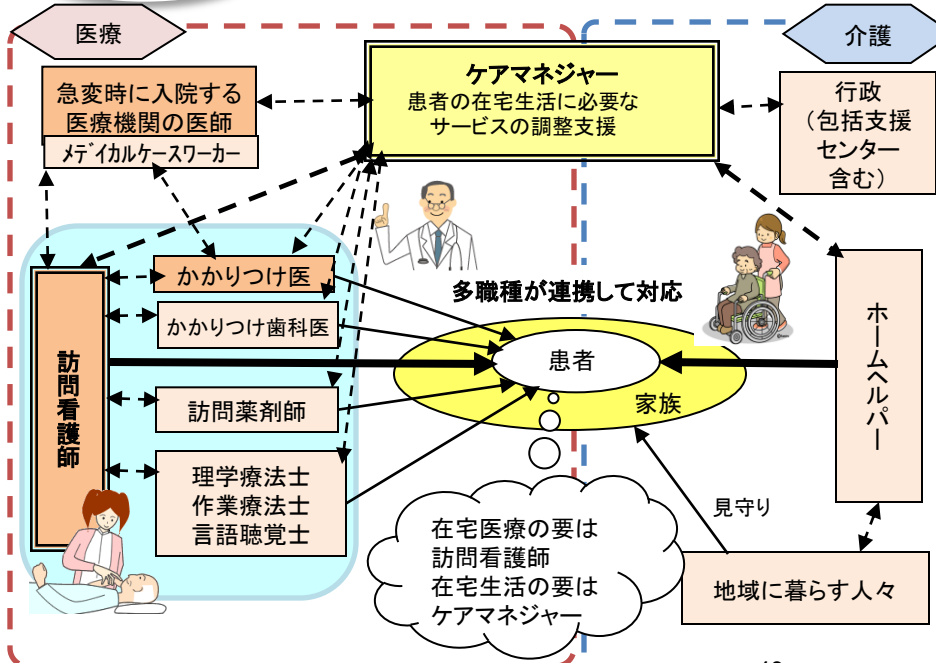 医療
介護
ケアマネジャー
患者の在宅生活に必要な
サービスの調整支援
急変時に入院する
医療機関の医師
メディカルケースワーカー
行政
（包括支援
センター
含む）
かかりつけ医
かかりつけ歯科医
訪問看護師
訪問薬剤師
理学療法士
作業療法士
言語聴覚士
多職種が連携して対応
患者
家族
ホームヘルパー
見守り
地域に暮らす人々
在宅医療の要は
訪問看護師
在宅生活の要は
ケアマネジャー